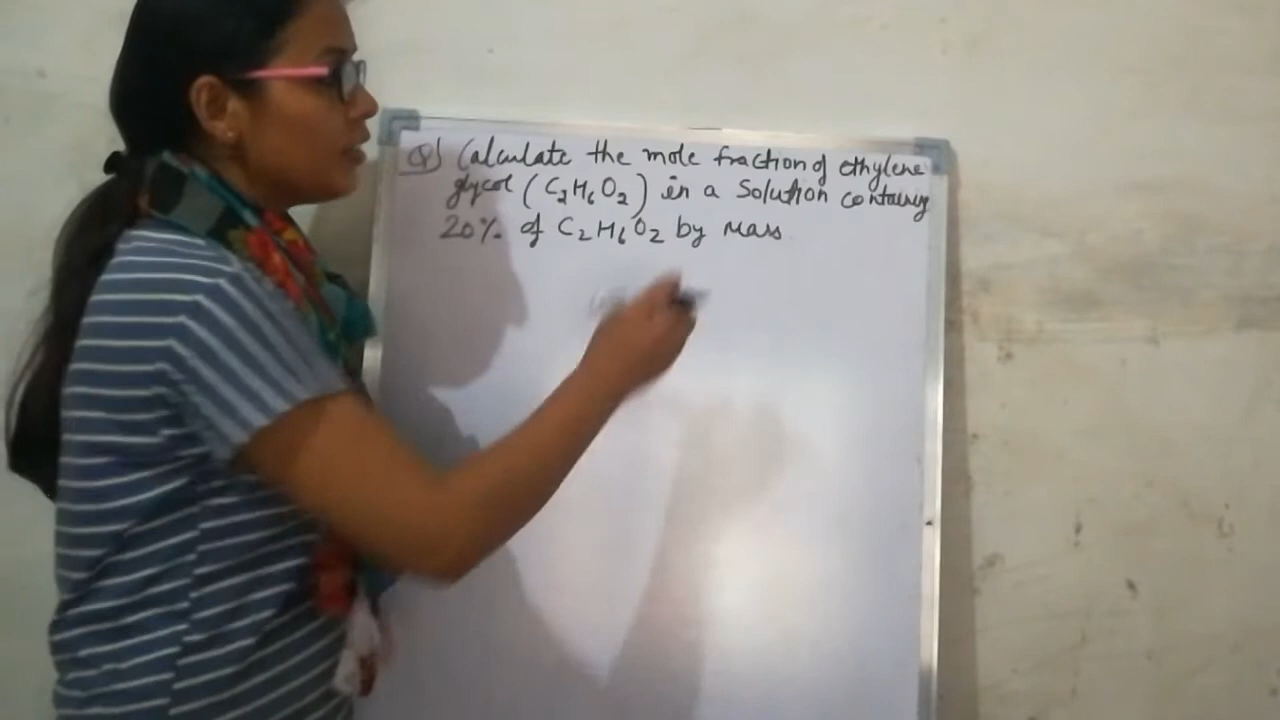 Q) Calculate the mole fraction of ethylene
glycol (C₂H₆O₂) in a solution containing
20% of C₂H₆O₂ by mass